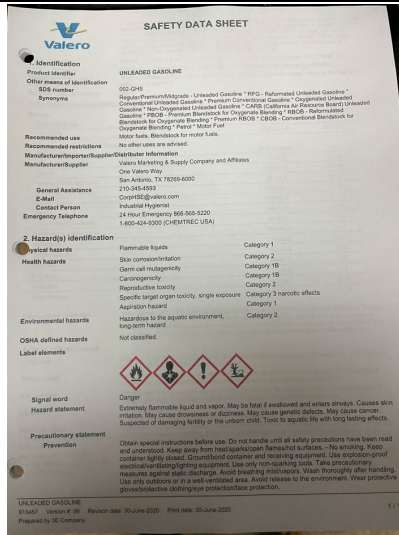 Valero
SAFETY DATA SHEET
1. Identification
Product identifier UNLEADED GASOLINE
Other means of identification
SDS number 002-GHS
Synonyms Regular/Premium/Midgrade - Unleaded Gasoline * RFG - Reformated Unleaded Gasoline *
Conventional Unleaded Gasoline * Premium Conventional Gasoline * Oxygenated Unleaded
Gasoline * Non-Oxygenated Unleaded Gasoline * CARB (California Air Resource Board) Unleaded
Gasoline * PBOB - Premium Blendstock for Oxygenate Blending * RBOB - Reformulated
Blendstock for Oxygenate Blending * Premium RBOB * CBOB - Conventional Blendstock for
Oxygenate Blending * Petrol * Motor Fuel
Recommended use Motor fuels. Blendstock for motor fuels.
Recommended restrictions No other uses are advised.
Manufacturer/Importer/Supplier/Distributor Information
Manufacturer/Supplier Valero Marketing & Supply Company and Affiliates
One Valero Way
San Antonio, TX 78269-6000
General Assistance 210-345-4593
E-Mail CorpHSE@valero.com
Contact Person Industrial Hygienist
Emergency Telephone 24 Hour Emergency 866-565-5220
1-800-424-9300 (CHEMTREC USA)
2. Hazard(s) identification
hysical hazards Flammable liquids Category 1
Health hazards Skin corrosion/irritation Category 2
Germ cell mutagenicity Category 1B
Carcinogenicity Category 1B
Reproductive toxicity Category 2
Specific target organ toxicity, single exposure Category 3 narcotic effects
Aspiration hazard Category 1
Environmental hazards Hazardous to the aquatic environment, Category 2
long-term hazard
OSHA defined hazards Not classified.
Label elements
Signal word Danger
Hazard statement Extremely flammable liquid and vapor. May be fatal if swallowed and enters airways. Causes skin
irritation. May cause drowsiness or dizziness. May cause genetic defects. May cause cancer.
Suspected of damaging fertility or the unborn child. Toxic to aquatic life with long lasting effects.
Precautionary statement
Prevention Obtain special instructions before use. Do not handle until all safety precautions have been read
and understood. Keep away from heat/sparks/open flames/hot surfaces. - No smoking. Keep
container tightly closed. Ground/bond container and receiving equipment. Use explosion-proof
electrical/ventilating/lighting equipment. Use only non-sparking tools. Take precautionary
measures against static discharge. Avoid breathing mist/vapors. Wash thoroughly after handling.
Use only outdoors or in a well-ventilated area. Avoid release to the environment. Wear protective
gloves/protective clothing/eye protection/face protection.
UNLEADED GASOLINE
913457 Version #: 06 Revision date: 30-June-2020 Print date: 30-June-2020
Prepared by 3E Company